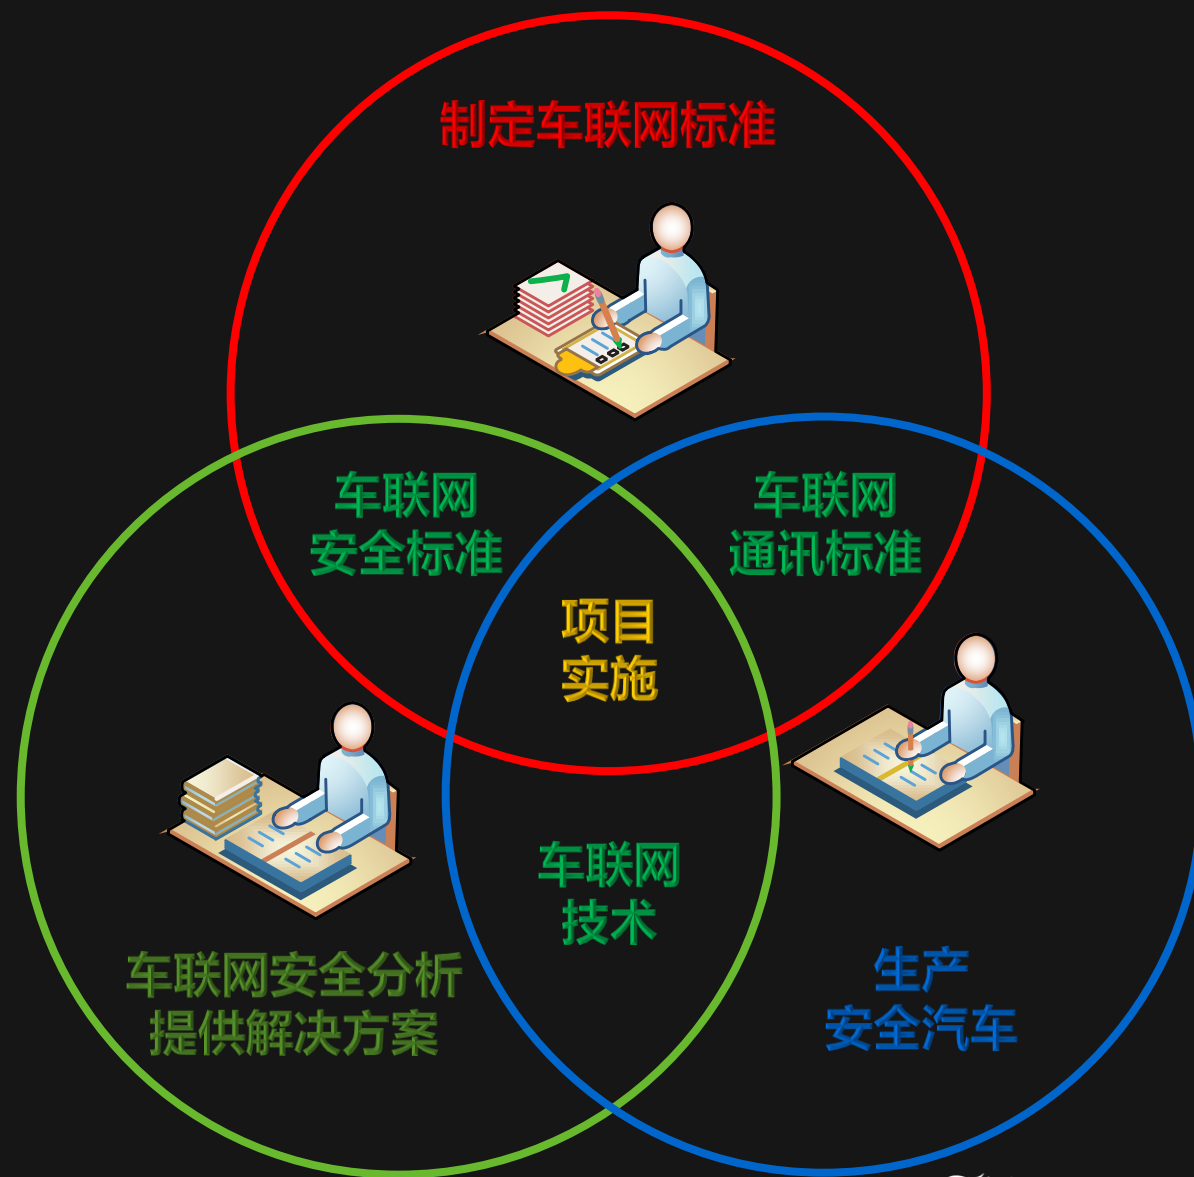 制定车联网标准
车联网
安全标准
车联网
通讯标准
项目
实施
车联网
技术
车联网安全分析
提供解决方案
生产
安全汽车